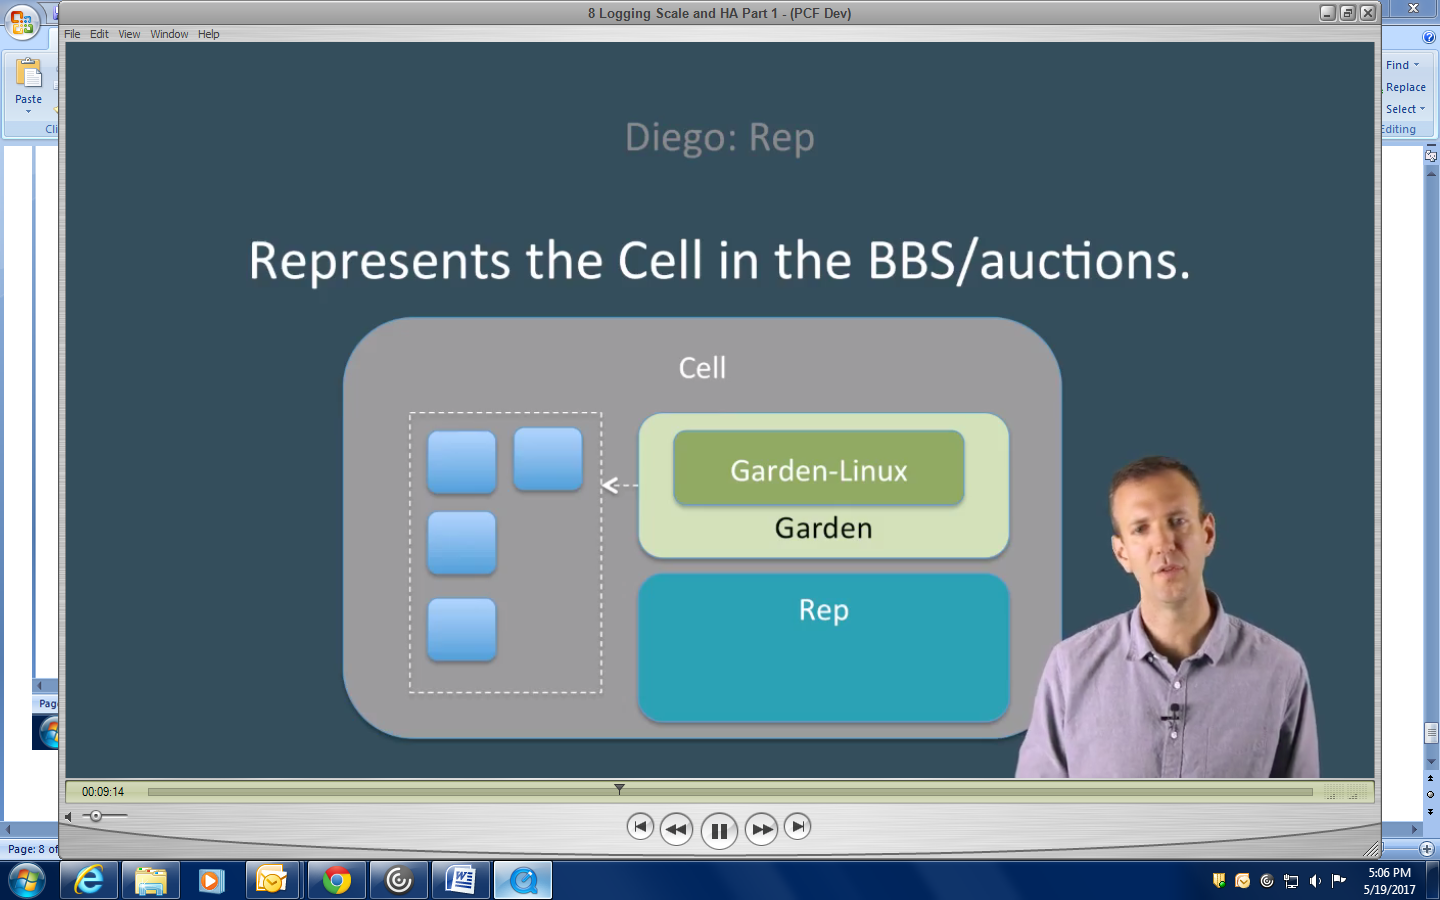 8 Logging Scale and HA Part 1 - (PCF Dev)
File Edit View Window Help
Paste
Find
Replace
Select
Editing
Diego: Rep
Represents the Cell in the BBS/auctions.
Cell
Garden-Linux
Garden
Rep
00:09:14
Page: 8 of
5:06 PM
5/19/2017